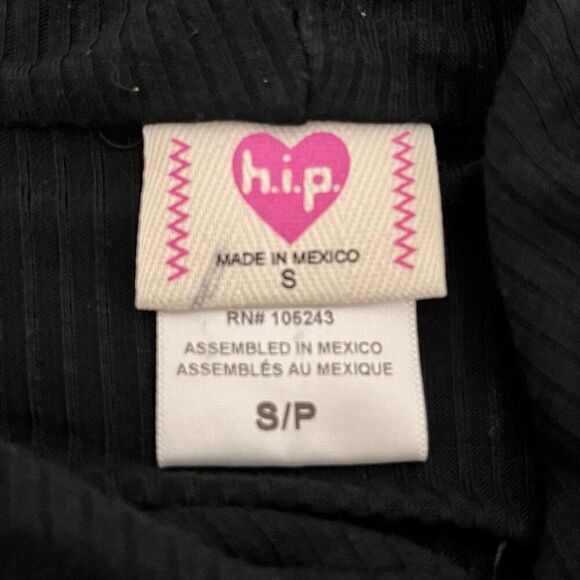 h.i.p.
MADE IN MEXICO
S
RN# 105243
ASSEMBLED IN MEXICO
ASSEMBLÉS AU MEXIQUE
S/P